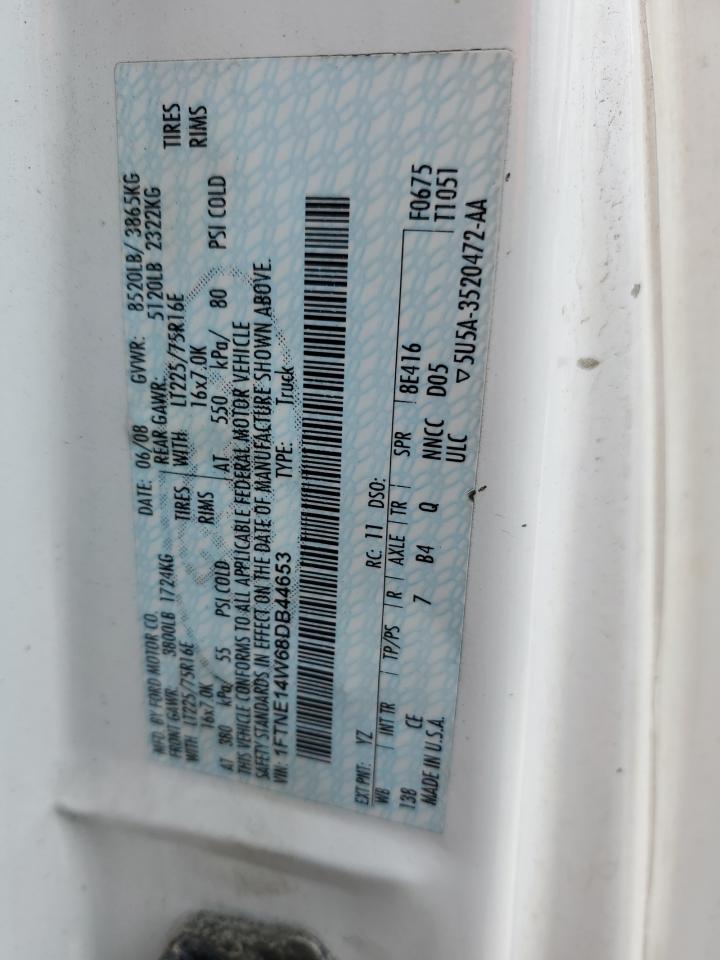 MFD. BY FORD MOTOR CO. DATE: 06/08 GVWR: 8520LB/ 3865KG
FRONT GAWR: 3800LB 1724KG REAR GAWR: 5120LB 2322KG
WITH LT225/75R16E TIRES WITH LT225/75R16E TIRES
16x7.0K RIMS 16x7.0K RIMS
AT 380 kPa/ 55 PSI COLD AT 550 kPa/ 80 PSI COLD
THIS VEHICLE CONFORMS TO ALL APPLICABLE FEDERAL MOTOR VEHICLE
SAFETY STANDARDS IN EFFECT ON THE DATE OF MANUFACTURE SHOWN ABOVE.
VIN: 1FTNE14W68DB44653 TYPE: Truck
EXT PNT: YZ RC: 11 DSO: F0675
WB INT TR TP/PS R AXLE TR SPR T1051
138 CE 7 B4 Q NNCC 8E416
MADE IN U.S.A. ULC D05
▽5U5A-3520472-AA